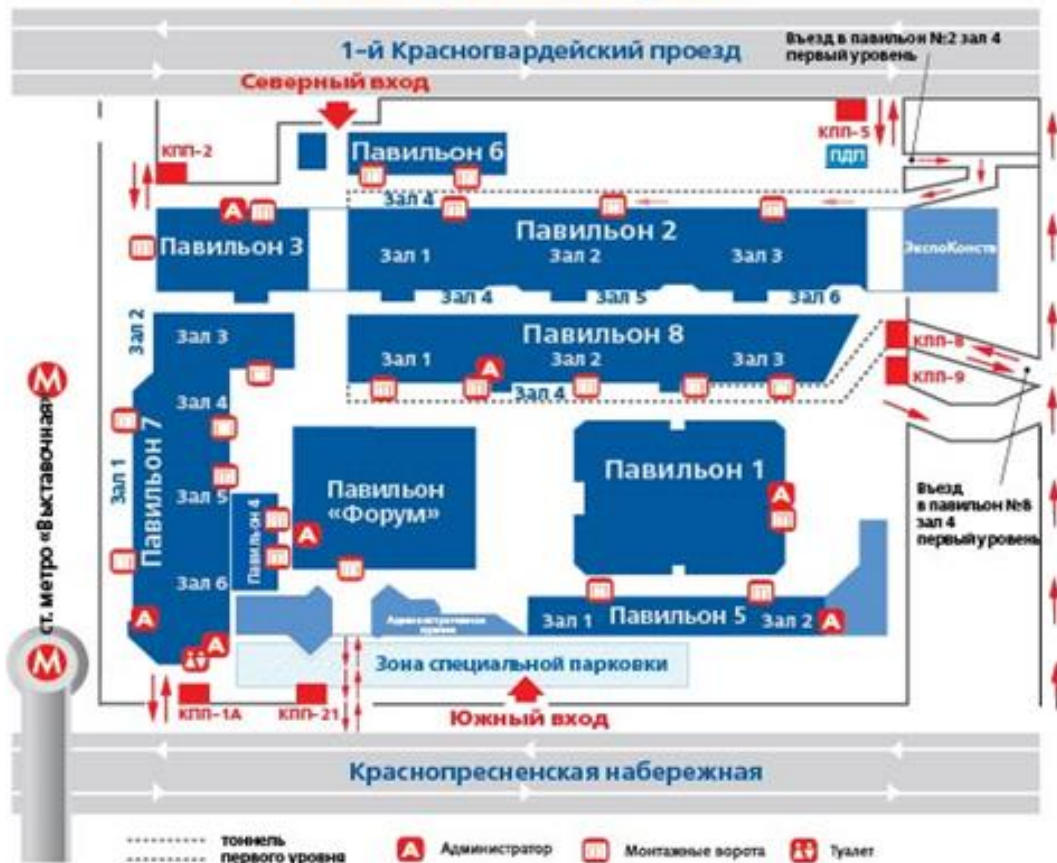 1-й Красногвардейский проезд
Въезд в павильон №2 зал 4
первый уровень
Северный вход
КПП-5
КПП-2
Павильон 6
ПДП
Зал 4
А
Павильон 3
Павильон 2
Зал 1
Зал 2
Зал 3
ЭкспоКонста
Зал 4
Зал 5
Зал 6
Зал 2
Зал 3
Павильон 8
КПП-8
Зал 1
Зал 2
Зал 3
А
КПП-9
Зал 4
М
ст. метро «Выставочная»
М
Зал 4
Павильон 7
Зал 1
Зал 5
Зал 6
А
А
Павильон 4
Павильон
«Форум»
А
Павильон 1
А
Въезд
в павильон №8
зал 4
первый уровень
Зал 1
Павильон 5
Зал 2
А
Зона специальной парковки
КПП-1А
КПП-21
Южный вход
Краснопресненская набережная
тоннель
первого уровня
А
Администратор
Монтажные ворота
Туалет